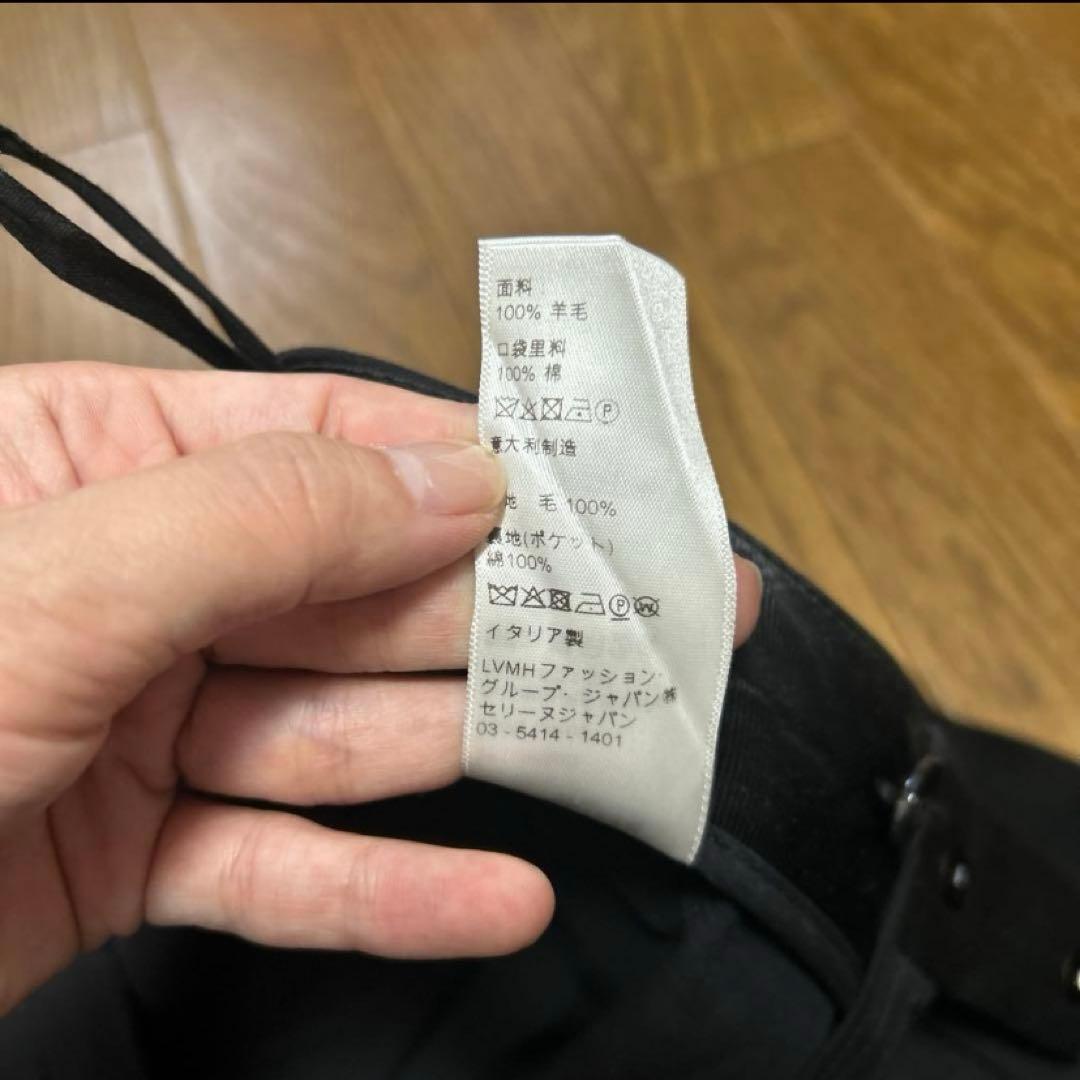 面料
100% 羊毛
口袋里料
100% 棉
P
意大利制造
地 毛 100%
裏地(ポケット)
綿100%
P W
イタリア製
LVMHファッション・
グループ・ジャパン㈱
セリーヌジャパン
03-5414-1401